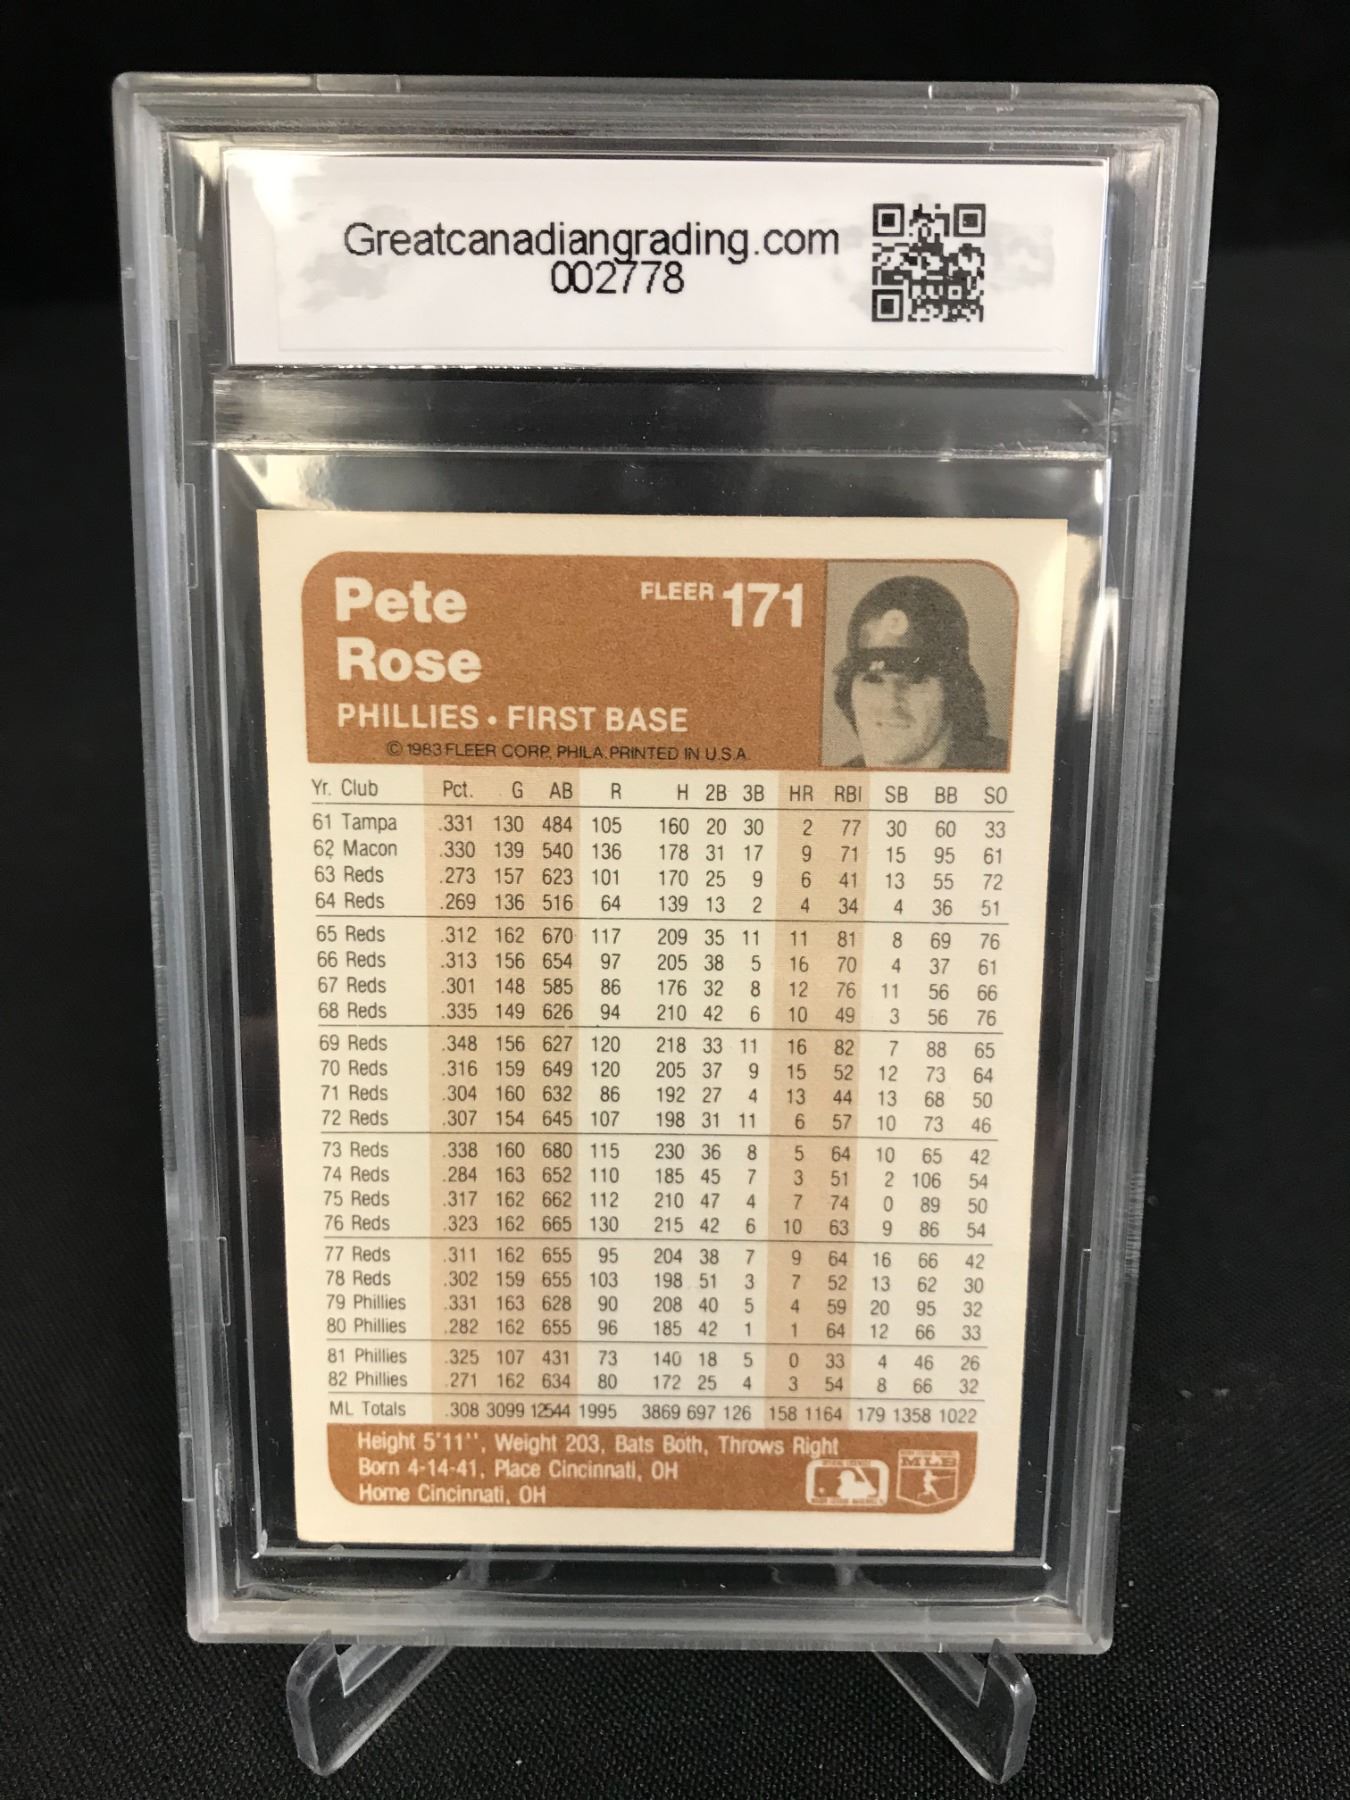 Greatcanadiangrading.com
002778
Pete FLEER 171
Rose
PHILLIES • FIRST BASE
© 1983 FLEER CORP., PHILA. PRINTED IN U.S.A.
Yr. Club Pct. G AB R H 2B 3B HR RBI SB BB SO
61 Tampa .331 130 484 105 160 20 30 2 77 30 60 33
62 Macon .330 139 540 136 178 31 17 9 71 15 95 61
63 Reds .273 157 623 101 170 25 9 6 41 13 55 72
64 Reds .269 136 516 64 139 13 2 4 34 4 36 51
65 Reds .312 162 670 117 209 35 11 11 81 8 69 76
66 Reds .313 156 654 97 205 38 5 16 70 4 37 61
67 Reds .301 148 585 86 176 32 8 12 76 11 56 66
68 Reds .335 149 626 94 210 42 6 10 49 3 56 76
69 Reds .348 156 627 120 218 33 11 16 82 7 88 65
70 Reds .316 159 649 120 205 37 9 15 52 12 73 64
71 Reds .304 160 632 86 192 27 4 13 44 13 68 50
72 Reds .307 154 645 107 198 31 11 6 57 10 73 46
73 Reds .338 160 680 115 230 36 8 5 64 10 65 42
74 Reds .284 163 652 110 185 45 7 3 51 2 106 54
75 Reds .317 162 662 112 210 47 4 7 74 0 89 50
76 Reds .323 162 665 130 215 42 6 10 63 9 86 54
77 Reds .311 162 655 95 204 38 7 9 64 16 66 42
78 Reds .302 159 655 103 198 51 3 7 52 13 62 30
79 Phillies .331 163 628 90 208 40 5 4 59 20 95 32
80 Phillies .282 162 655 96 185 42 1 1 64 12 66 33
81 Phillies .325 107 431 73 140 18 5 0 33 4 46 26
82 Phillies .271 162 634 80 172 25 4 3 54 8 66 32
ML Totals .308 3099 12544 1995 3869 697 126 158 1164 179 1358 1022
Height 5'11'', Weight 203, Bats Both, Throws Right
Born 4-14-41, Place Cincinnati, OH
Home Cincinnati, OH
MLB